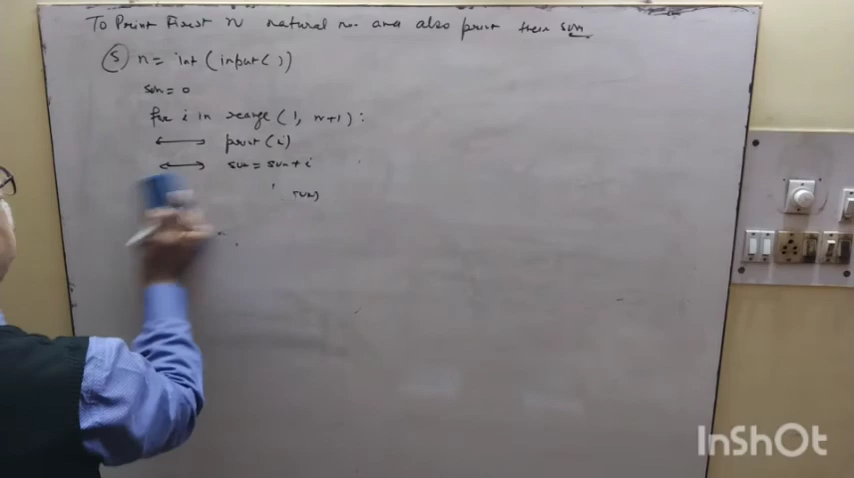 To Print First n natural no. and also print their sum
(5) n = int(input())
sum = 0
for i in range(1, n+1):
print(i)
sum = sum + i
sum)
InShOt